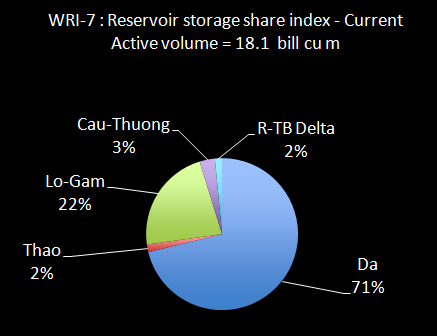 WRI-7 : Reservoir storage share index - Current
Active volume = 18.1 bill cu m
Cau-Thuong
3%
R-TB Delta
2%
Lo-Gam
22%
Thao
2%
Da
71%